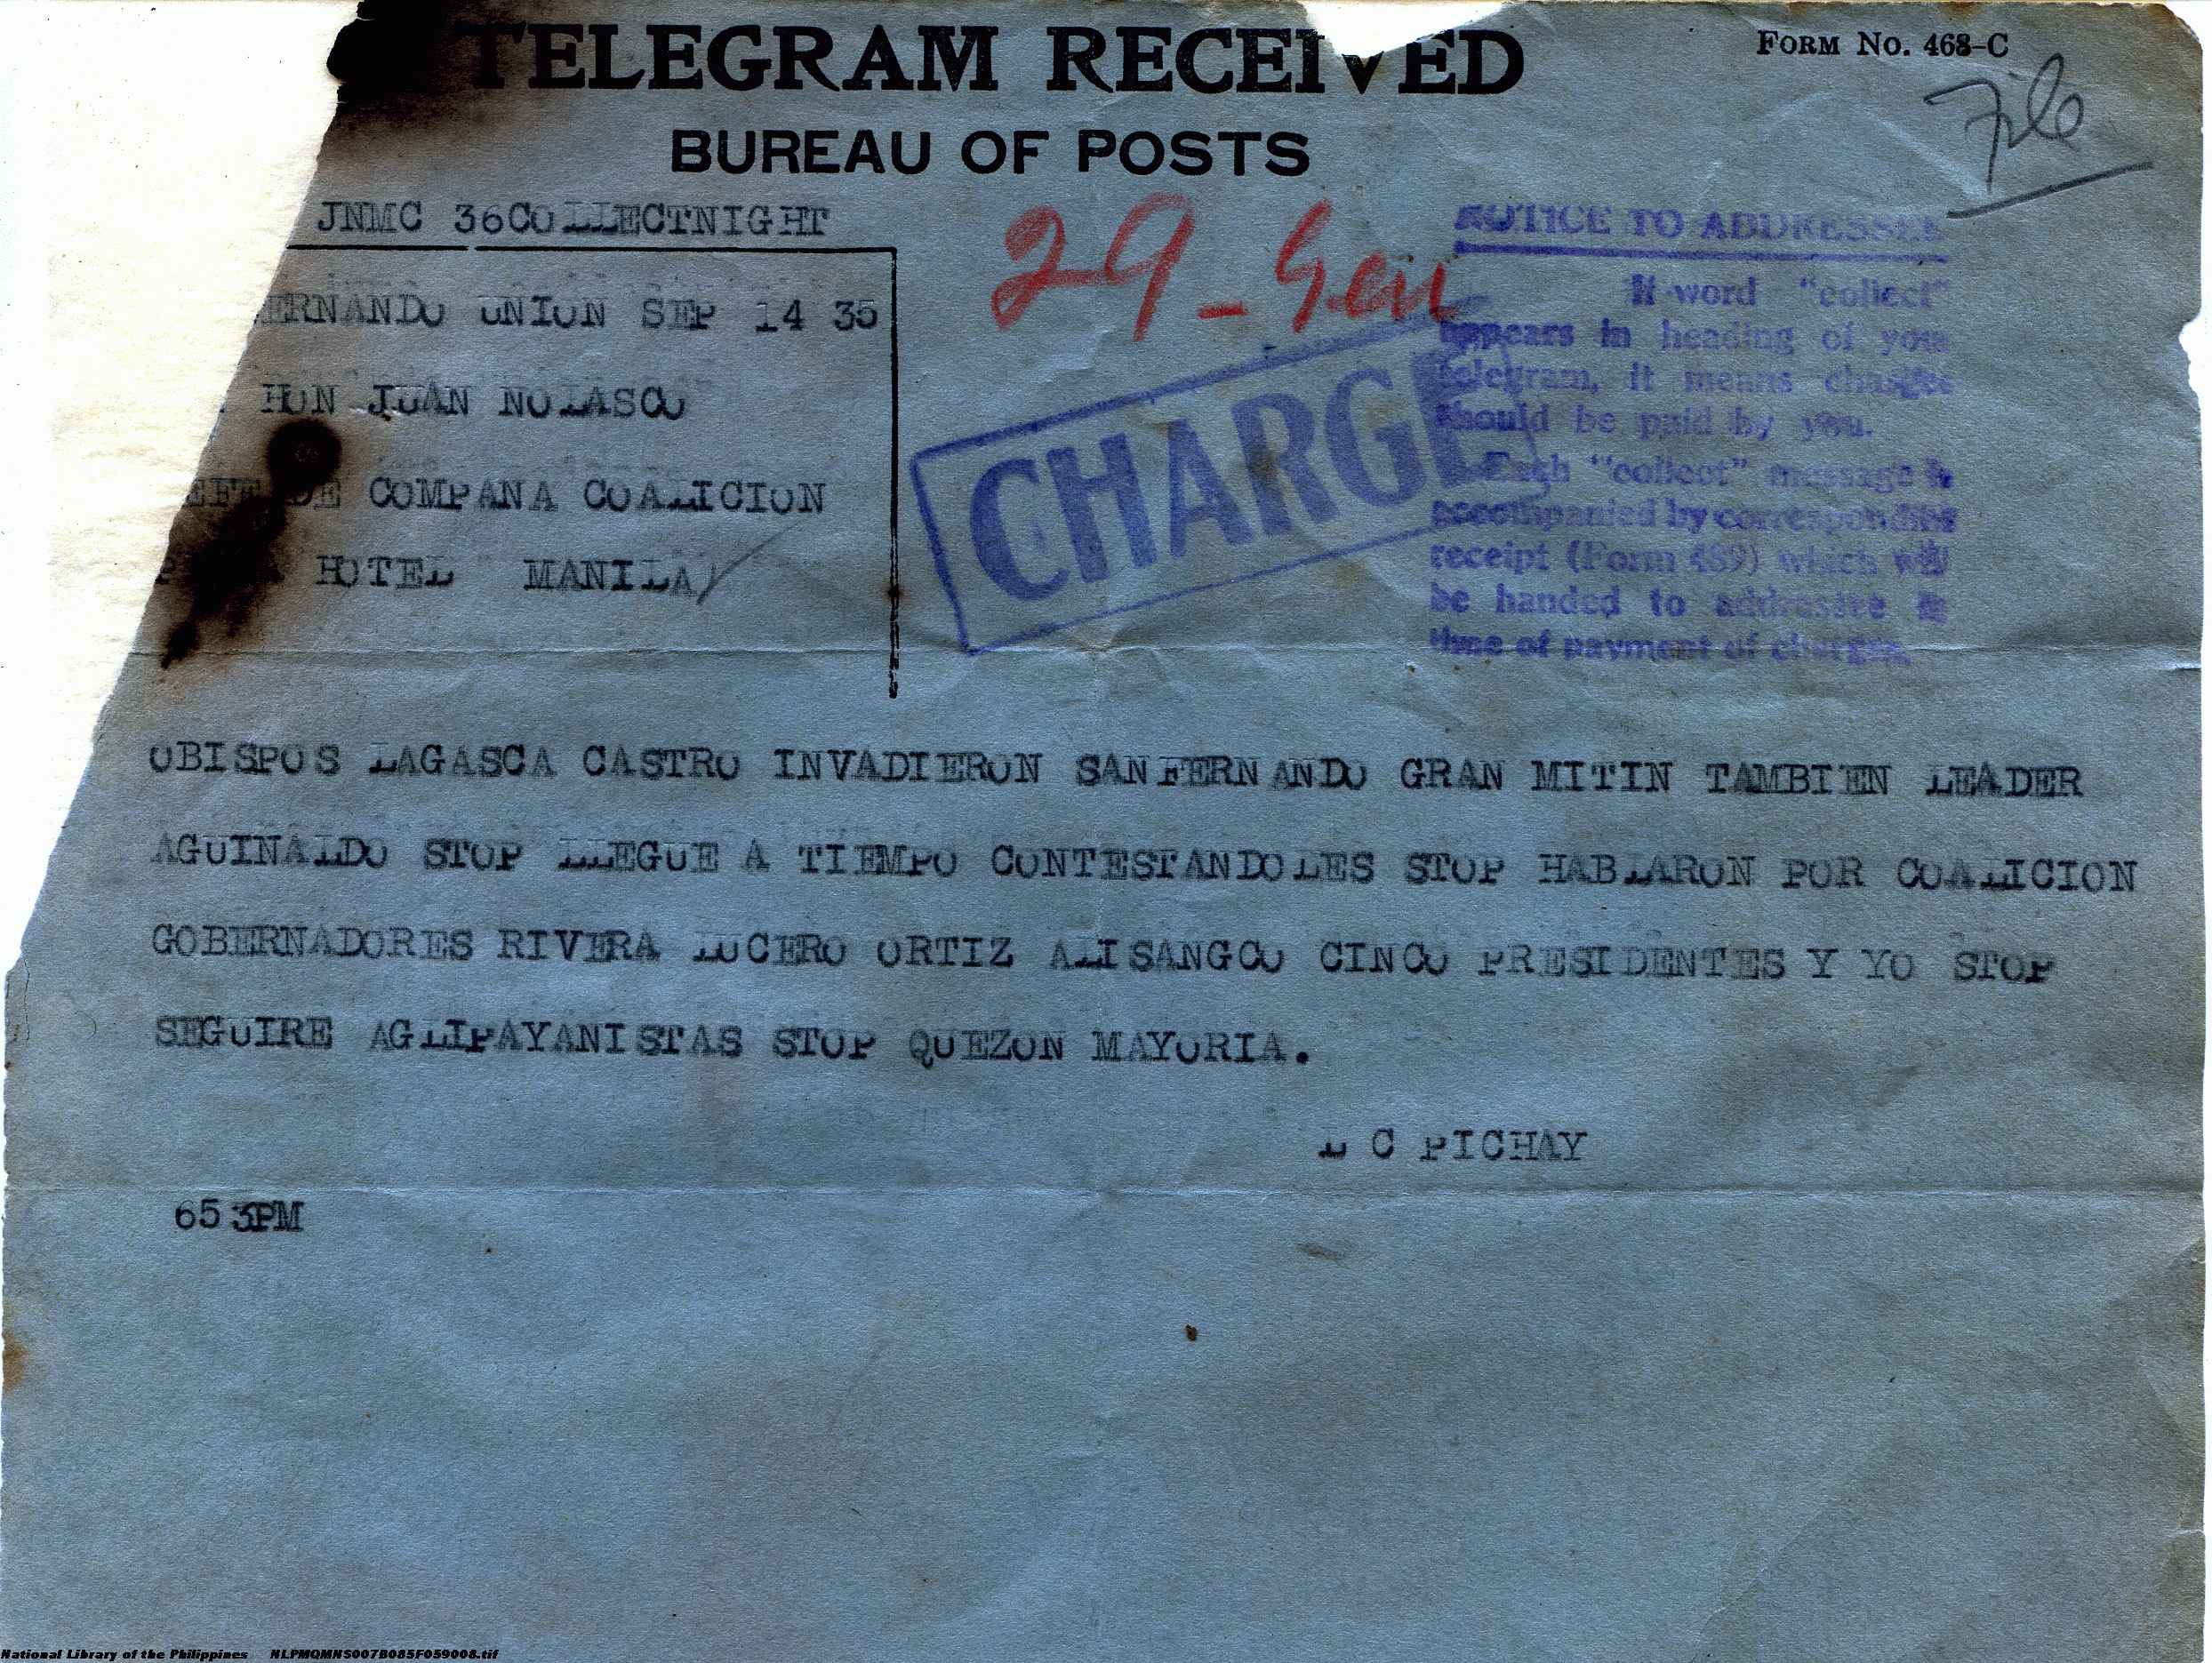 TELEGRAM RECEIVED
FORM NO. 468-C
File
BUREAU OF POSTS
JNMC 36COLLECTNIGHT
29-Gen
ERNANDO UNION SEP 14 35
HON JUAN NOLASCO
EFE DE COMPANA COALICION
HOTEL MANILA/
CHARGE
NOTICE TO ADDRESSEE
If word "collect"
appears in heading of your
telegram, it means charges
should be paid by you.
Each "collect" message is
accompanied by corresponding
receipt (Form 489) which will
be handed to addressee at
time of payment of charges.
OBISPOS LAGASCA CASTRO INVADIERON SANFERNANDO GRAN MITIN TAMBIEN LEADER
AGUINALDO STOP LLEGUE A TIEMPO CONTESTANDOLES STOP HABLARON POR COALICION
GOBERNADORES RIVERA LUCERO ORTIZ ALISANGCO CINCO PRESIDENTES Y YO STOP
SEGUIRE AGLIPAYANISTAS STOP QUEZON MAYORIA.
L C PICHAY
653PM
National Library of the Philippines NLPMQMNS007B085F059008.tif